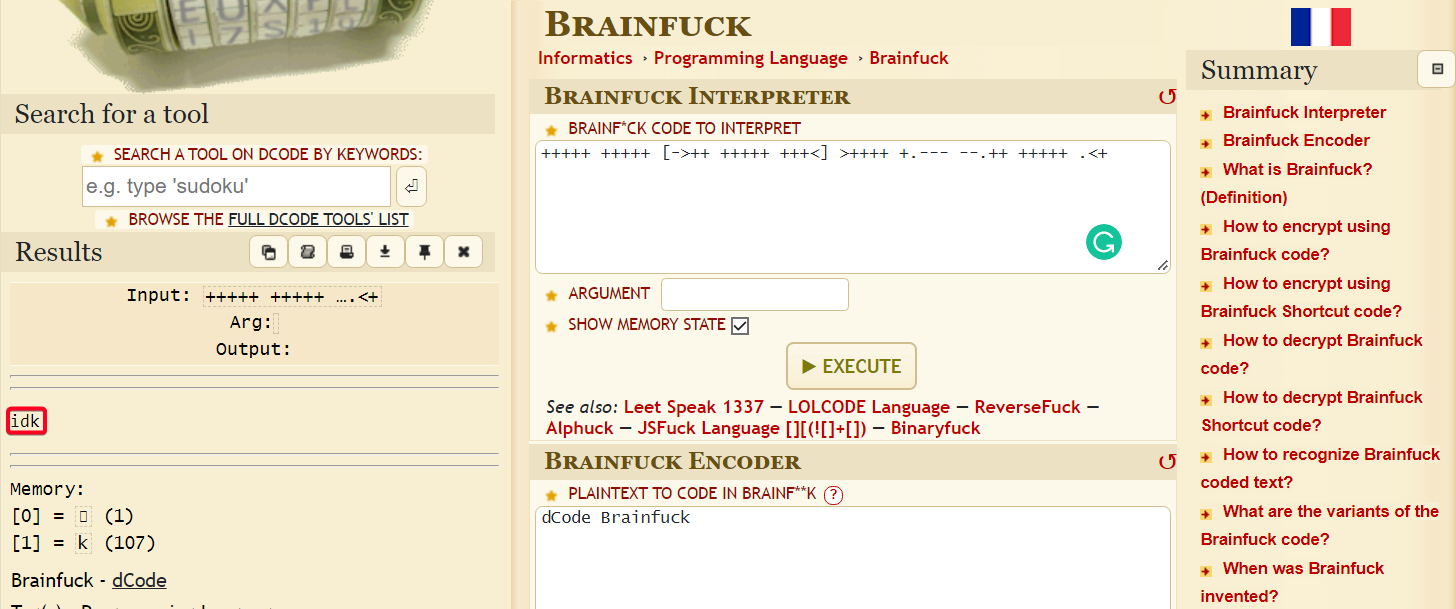 EUXFL
I7S19
Search for a tool
SEARCH A TOOL ON DCODE BY KEYWORDS:
e.g. type 'sudoku'
BROWSE THE FULL DCODE TOOLS' LIST
Results
Input: +++++ +++++ ….<+
Arg:
Output:
idk
Memory:
[0] = (1)
[1] = k (107)
Brainfuck - dCode
BRAINFUCK
Informatics › Programming Language › Brainfuck
BRAINFUCK INTERPRETER
BRAINF*CK CODE TO INTERPRET
+++++ +++++ [->++ +++++ +++<] >++++ +.--- --.++ +++++ .<+
ARGUMENT
SHOW MEMORY STATE
EXECUTE
See also: Leet Speak 1337 — LOLCODE Language — ReverseFuck —
Alphuck — JSFuck Language [][(![]+[]) — Binaryfuck
BRAINFUCK ENCODER
PLAINTEXT TO CODE IN BRAINF**K ?
dCode Brainfuck
Summary
Brainfuck Interpreter
Brainfuck Encoder
What is Brainfuck?
(Definition)
How to encrypt using
Brainfuck code?
How to encrypt using
Brainfuck Shortcut code?
How to decrypt Brainfuck
code?
How to decrypt Brainfuck
Shortcut code?
How to recognize Brainfuck
coded text?
What are the variants of the
Brainfuck code?
When was Brainfuck
invented?